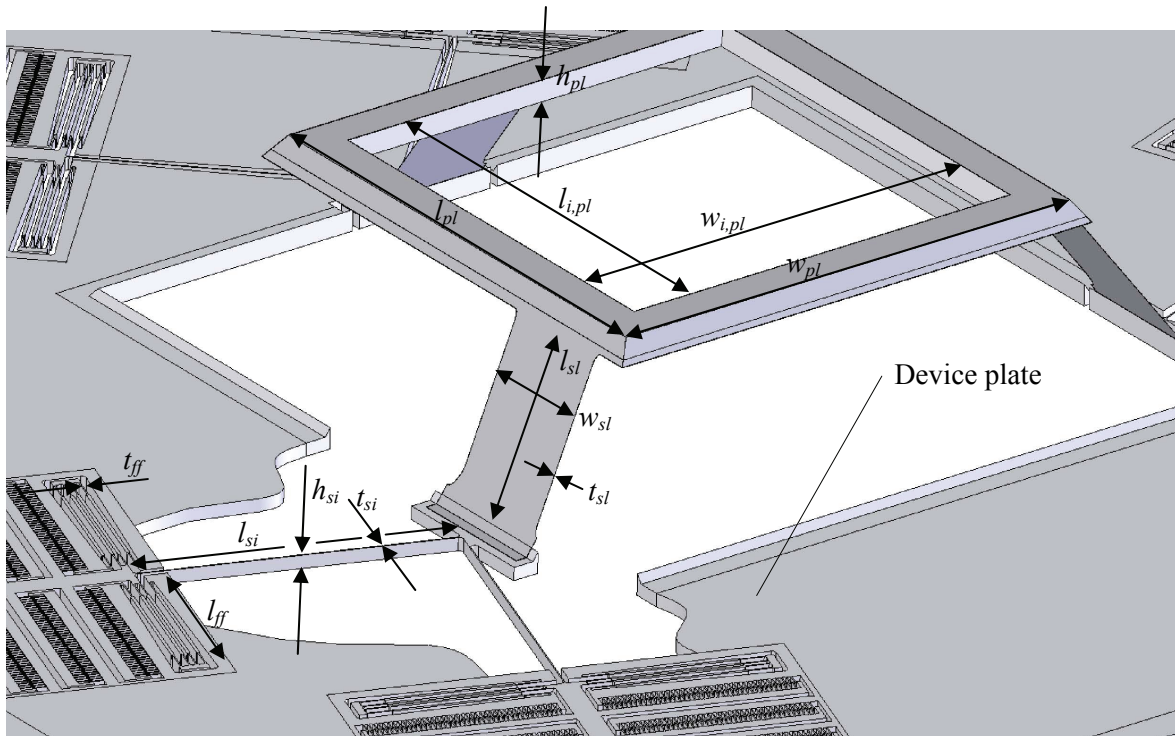 h_pl
l_i,pl
w_i,pl
l_pl
w_pl
l_sl
Device plate
w_sl
t_ff
h_si
t_si
t_sl
l_si
l_ff